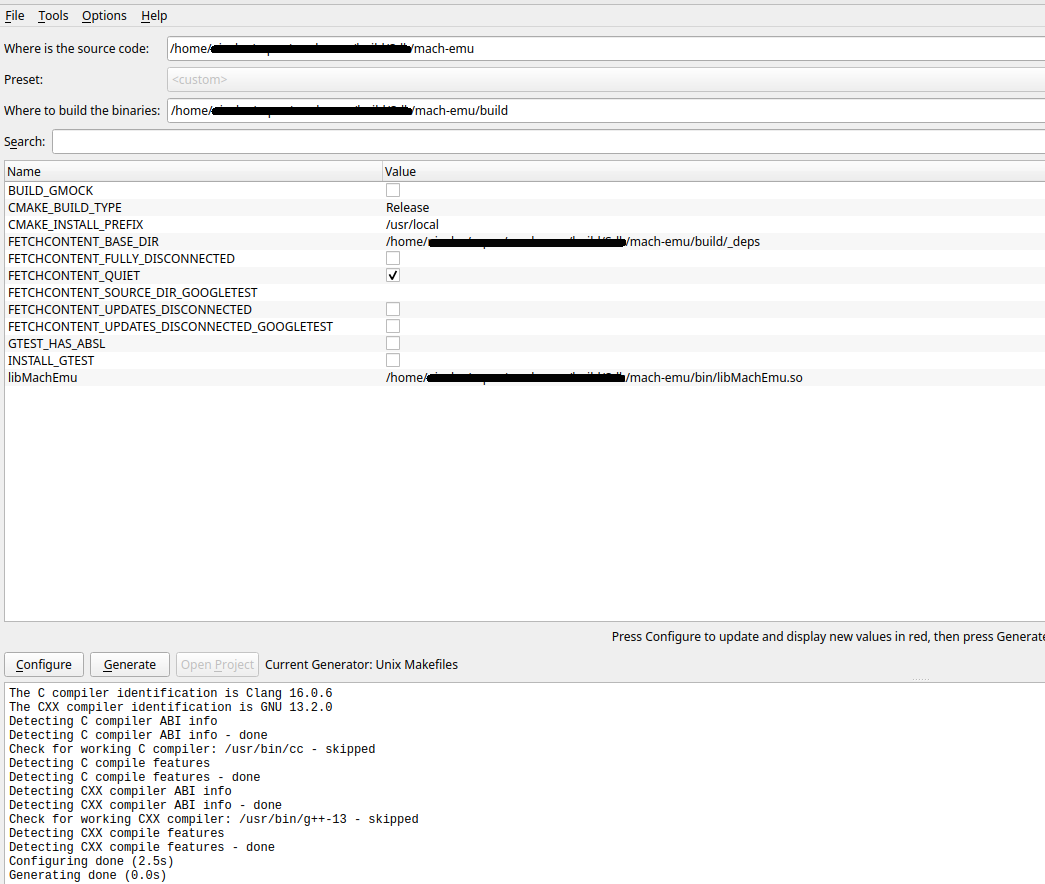 File Tools Options Help
Where is the source code: /home/ /mach-emu
Preset: <custom>
Where to build the binaries: /home/ /mach-emu/build
Search:
Name Value
BUILD_GMOCK
CMAKE_BUILD_TYPE Release
CMAKE_INSTALL_PREFIX /usr/local
FETCHCONTENT_BASE_DIR /home/ /mach-emu/build/_deps
FETCHCONTENT_FULLY_DISCONNECTED
FETCHCONTENT_QUIET
FETCHCONTENT_SOURCE_DIR_GOOGLETEST
FETCHCONTENT_UPDATES_DISCONNECTED
FETCHCONTENT_UPDATES_DISCONNECTED_GOOGLETEST
GTEST_HAS_ABSL
INSTALL_GTEST
libMachEmu /home/ /mach-emu/bin/libMachEmu.so
Press Configure to update and display new values in red, then press Generate
Configure Generate Open Project Current Generator: Unix Makefiles
The C compiler identification is Clang 16.0.6
The CXX compiler identification is GNU 13.2.0
Detecting C compiler ABI info
Detecting C compiler ABI info - done
Check for working C compiler: /usr/bin/cc - skipped
Detecting C compile features
Detecting C compile features - done
Detecting CXX compiler ABI info
Detecting CXX compiler ABI info - done
Check for working CXX compiler: /usr/bin/g++-13 - skipped
Detecting CXX compile features
Detecting CXX compile features - done
Configuring done (2.5s)
Generating done (0.0s)